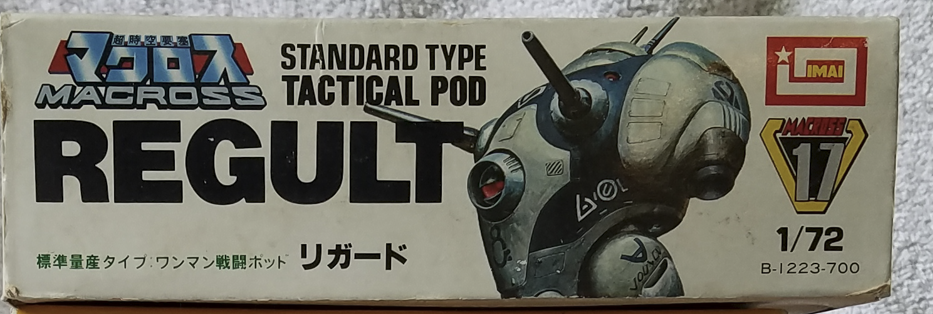 超時空要塞
マクロス
MACROSS
STANDARD TYPE
TACTICAL POD
REGULT
標準量産タイプ:ワンマン戦闘ポット
リガード
IMAI
MACROSS
17
1/72
B-1223-700